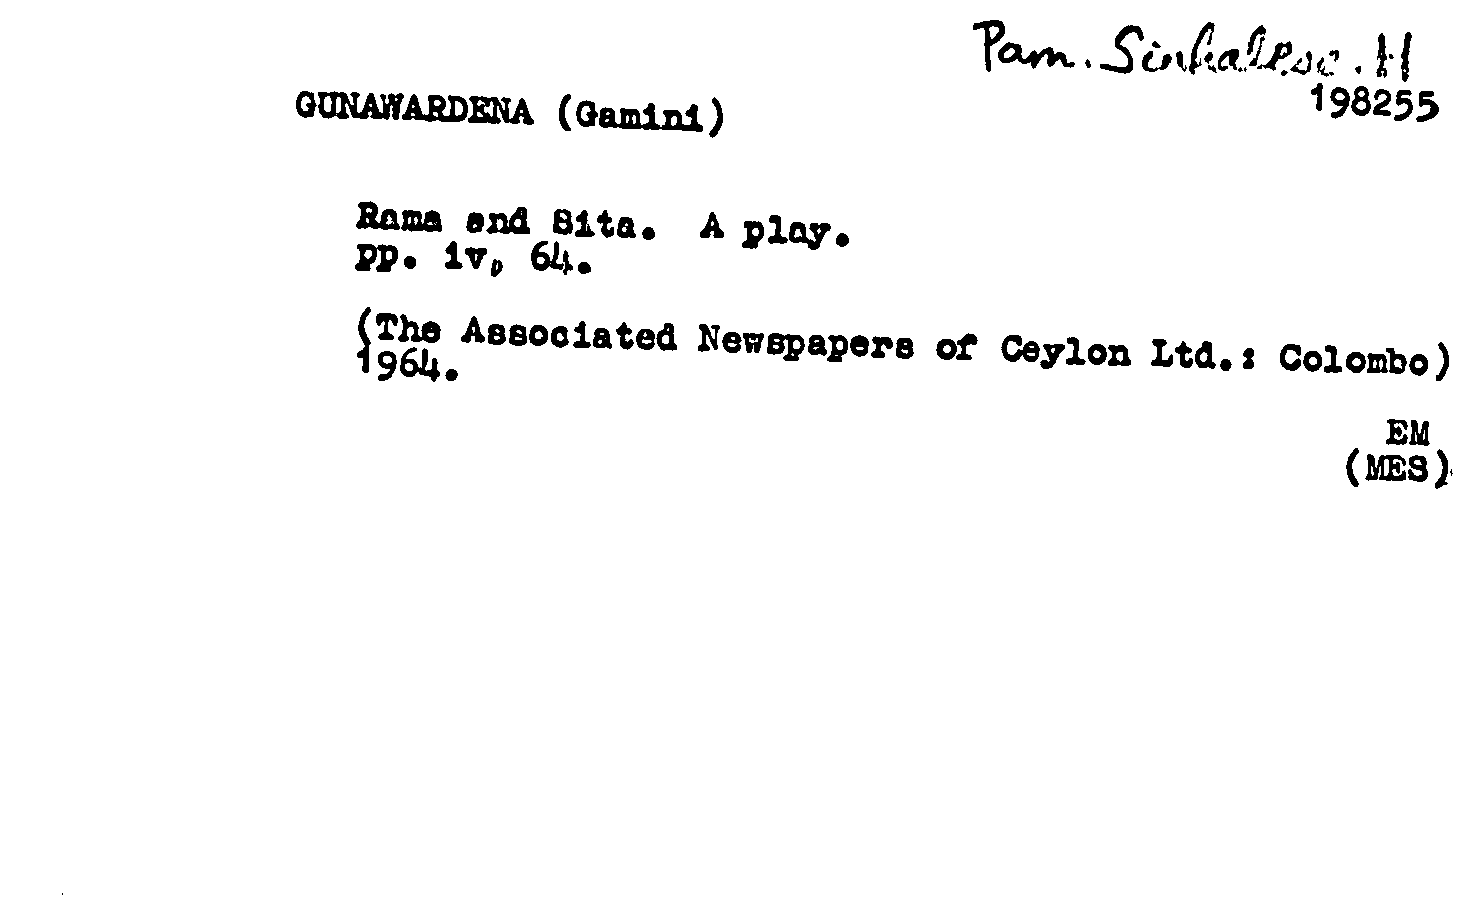 Pam. Sinhalese. H
198255
GUNAWARDENA (Gamini)
Rama and Sita. A play.
pp. iv, 64.
(The Associated Newspapers of Ceylon Ltd.: Colombo)
1964.
EM
(MES)